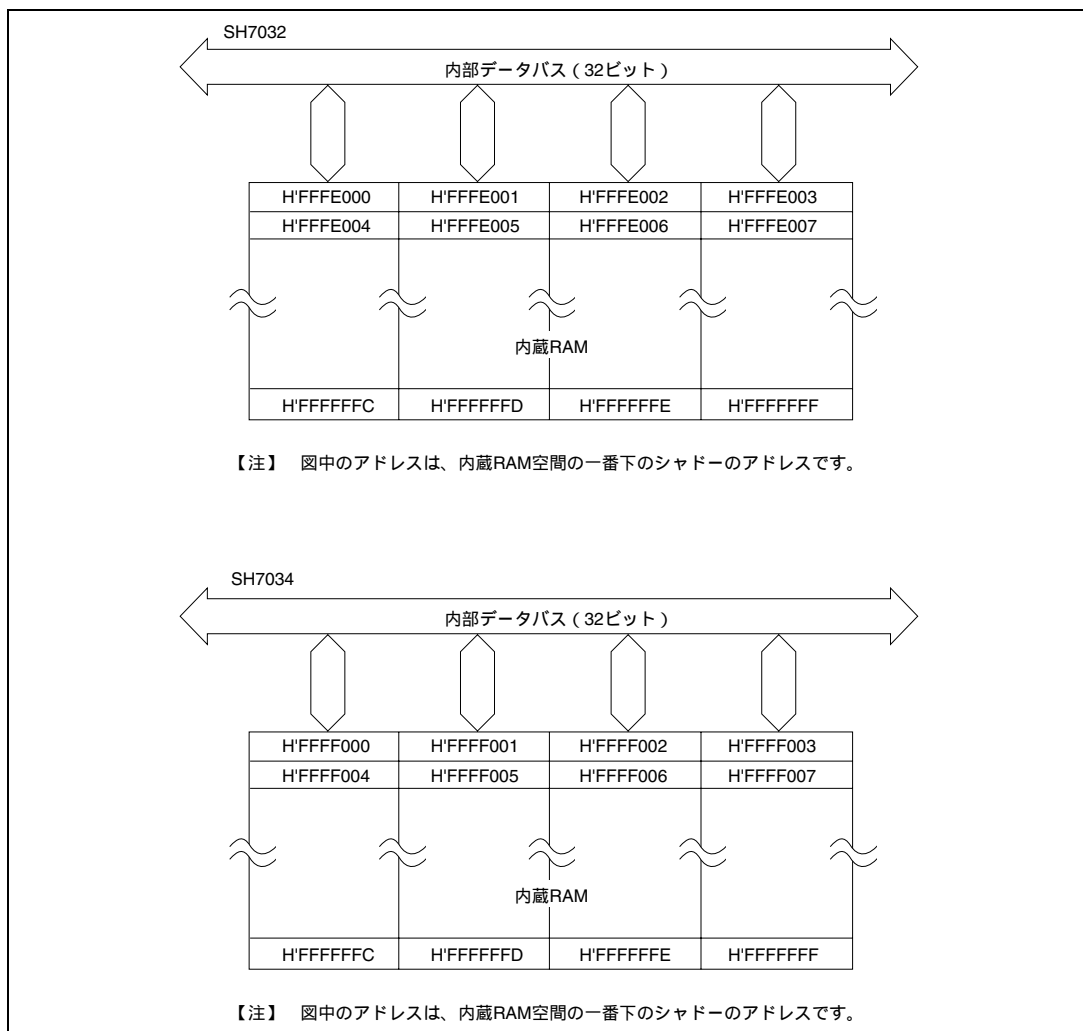 SH7032
内部データバス（32ビット）
H'FFFE000 H'FFFE001 H'FFFE002 H'FFFE003
H'FFFE004 H'FFFE005 H'FFFE006 H'FFFE007
内蔵RAM
H'FFFFFFC H'FFFFFFD H'FFFFFFE H'FFFFFFF
【注】 図中のアドレスは、内蔵RAM空間の一番下のシャドーのアドレスです。
SH7034
内部データバス（32ビット）
H'FFFF000 H'FFFF001 H'FFFF002 H'FFFF003
H'FFFF004 H'FFFF005 H'FFFF006 H'FFFF007
内蔵RAM
H'FFFFFFC H'FFFFFFD H'FFFFFFE H'FFFFFFF
【注】 図中のアドレスは、内蔵RAM空間の一番下のシャドーのアドレスです。